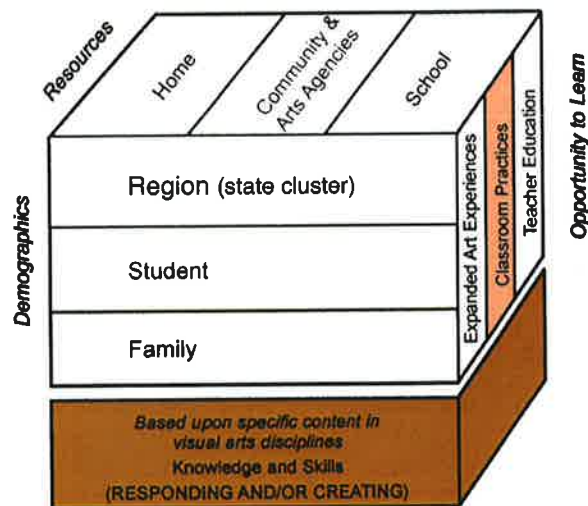 Resources
Home
Community &
Arts Agencies
School
Demographics
Region (state cluster)
Student
Family
Expanded Art Experiences
Classroom Practices
Teacher Education
Opportunity to Learn
Based upon specific content in
visual arts disciplines
Knowledge and Skills
(RESPONDING AND/OR CREATING)